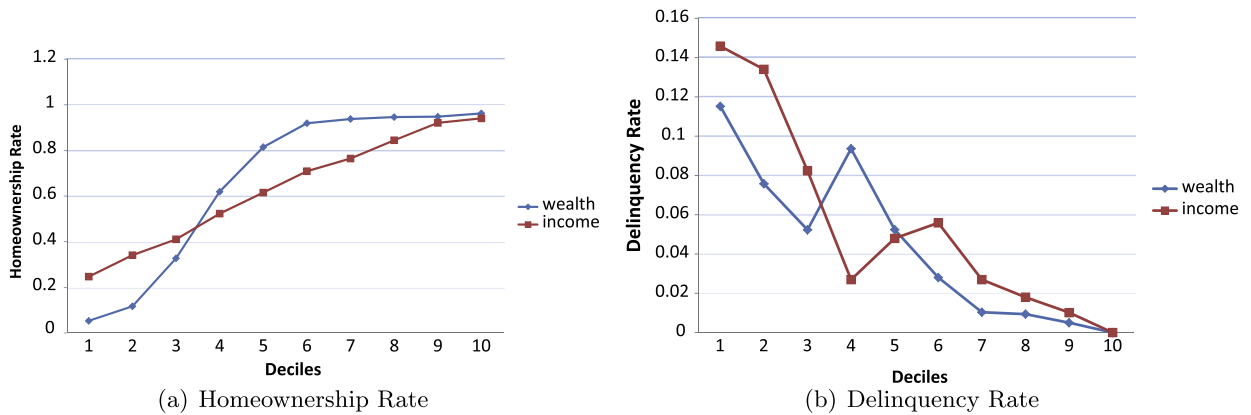 1.2
1
0.8
0.6
0.4
0.2
0
Homeownership Rate
1 2 3 4 5 6 7 8 9 10
Deciles
wealth
income
(a) Homeownership Rate
0.16
0.14
0.12
0.1
0.08
0.06
0.04
0.02
0
Delinquency Rate
1 2 3 4 5 6 7 8 9 10
Deciles
wealth
income
(b) Delinquency Rate